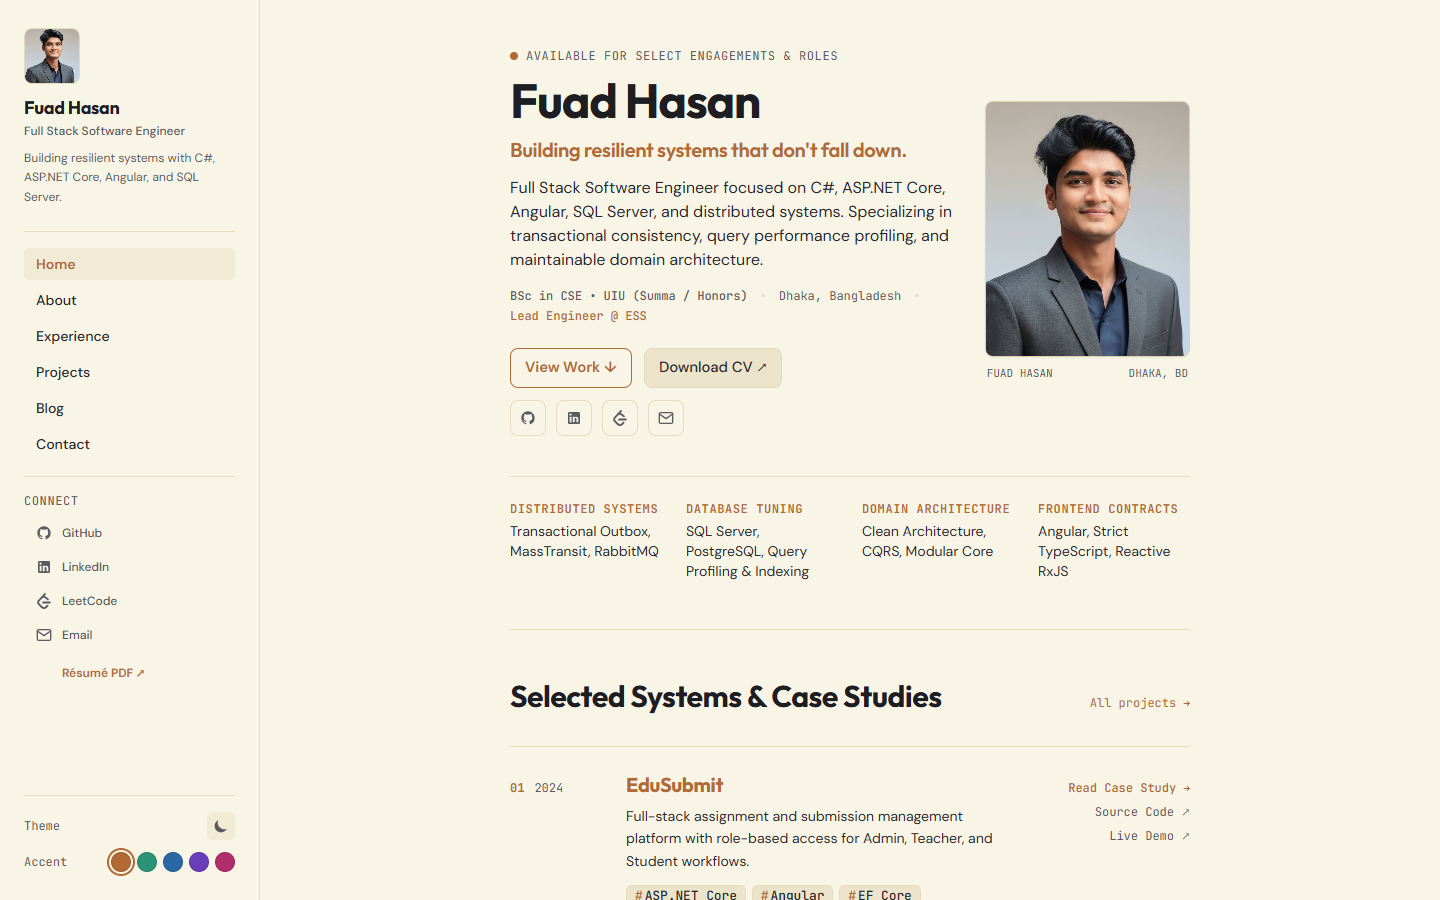 Fuad Hasan
Full Stack Software Engineer
Building resilient systems with C#,
ASP.NET Core, Angular, and SQL
Server.
Home
About
Experience
Projects
Blog
Contact
CONNECT
GitHub
LinkedIn
LeetCode
Email
Résumé PDF ↗
Theme
Accent
AVAILABLE FOR SELECT ENGAGEMENTS & ROLES
Fuad Hasan
Building resilient systems that don't fall down.
Full Stack Software Engineer focused on C#, ASP.NET Core,
Angular, SQL Server, and distributed systems. Specializing in
transactional consistency, query performance profiling, and
maintainable domain architecture.
BSc in CSE • UIU (Summa / Honors) • Dhaka, Bangladesh •
Lead Engineer @ ESS
View Work ↓
Download CV ↗
FUAD HASAN DHAKA, BD
DISTRIBUTED SYSTEMS
Transactional Outbox,
MassTransit, RabbitMQ
DATABASE TUNING
SQL Server,
PostgreSQL, Query
Profiling & Indexing
DOMAIN ARCHITECTURE
Clean Architecture,
CQRS, Modular Core
FRONTEND CONTRACTS
Angular, Strict
TypeScript, Reactive
RxJS
Selected Systems & Case Studies
All projects →
01 2024
EduSubmit
Full-stack assignment and submission management
platform with role-based access for Admin, Teacher, and
Student workflows.
#ASP.NET Core #Angular #EF Core
Read Case Study →
Source Code ↗
Live Demo ↗